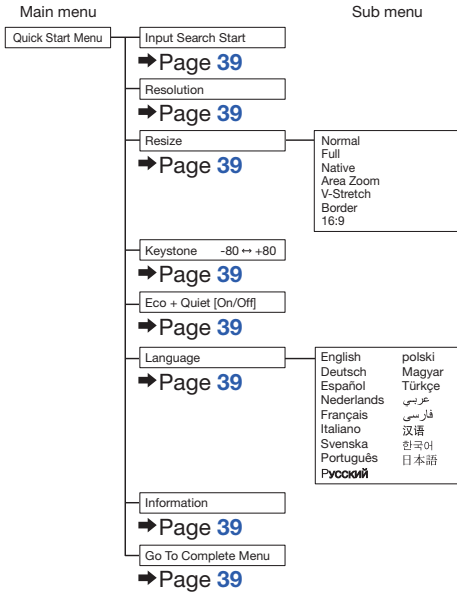 Main menu
Sub menu
Quick Start Menu
Input Search Start
➡Page 39
Resolution
➡Page 39
Resize
➡Page 39
Normal
Full
Native
Area Zoom
V-Stretch
Border
16:9
Keystone -80 ↔ +80
➡Page 39
Eco + Quiet [On/Off]
➡Page 39
Language
➡Page 39
English polski
Deutsch Magyar
Español Türkçe
Nederlands عربي
Français فارسی
Italiano 汉语
Svenska 한국어
Português 日本語
Русский
Information
➡Page 39
Go To Complete Menu
➡Page 39